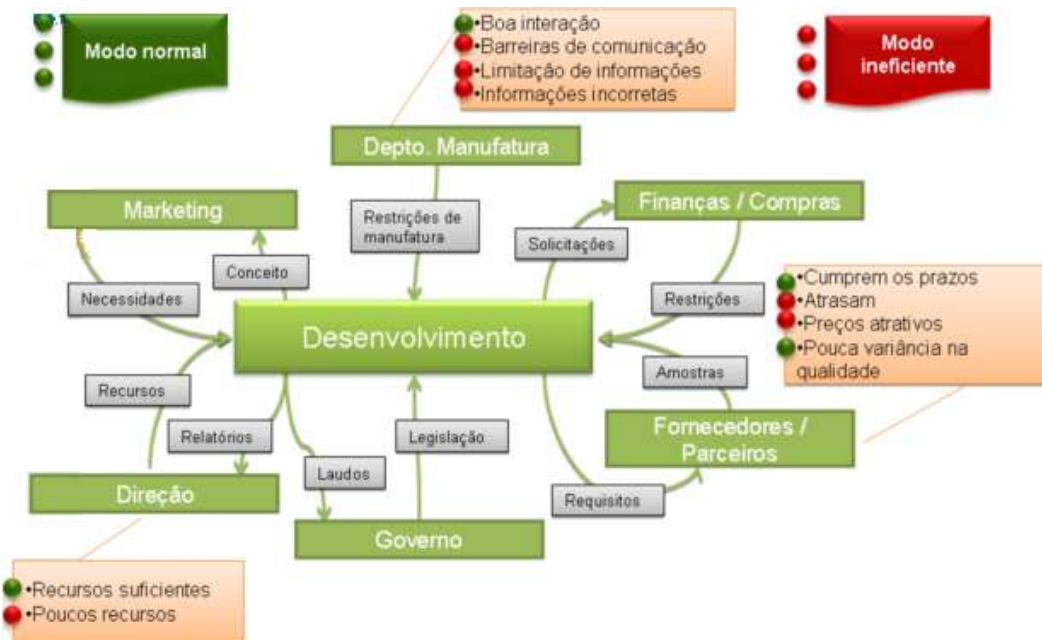 Modo normal
•Boa interação
•Barreiras de comunicação
•Limitação de informações
•Informações incorretas
Modo
ineficiente
Depto. Manufatura
Marketing
Finanças / Compras
Restrições de
manufatura
Solicitações
Conceito
Necessidades
Restrições
•Cumprem os prazos
•Atrasam
•Preços atrativos
•Pouca variância na
qualidade
Desenvolvimento
Recursos
Amostras
Relatórios
Legislação
Fornecedores /
Parceiros
Laudos
Requisitos
Direção
Governo
•Recursos suficientes
•Poucos recursos